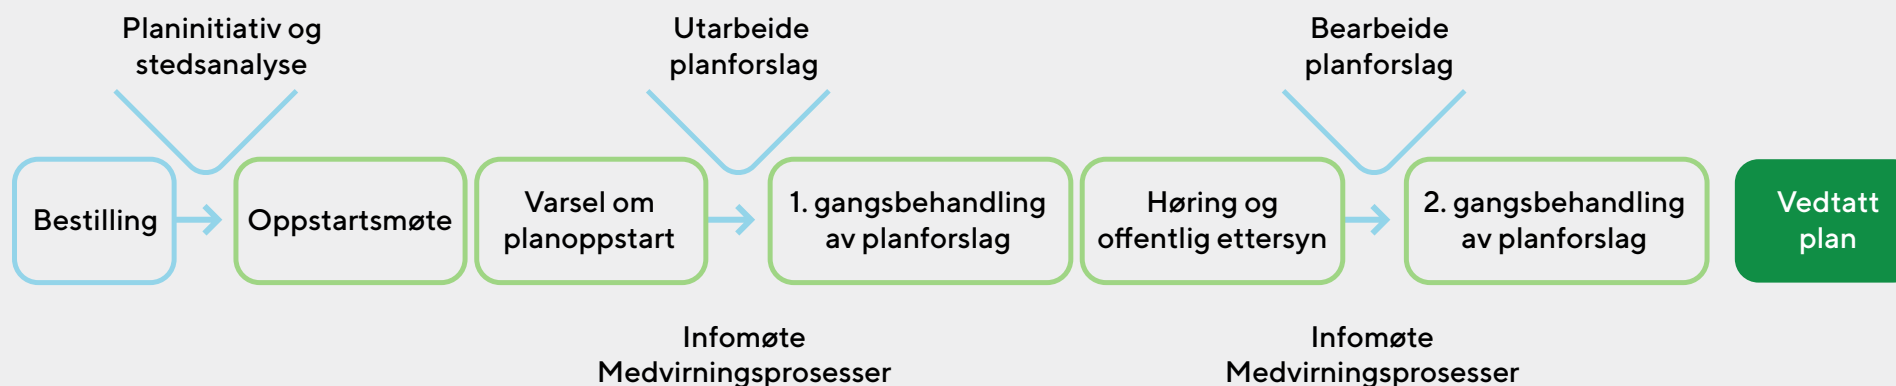 Planinitiativ og
stedsanalyse
Utarbeide
planforslag
Bearbeide
planforslag
Bestilling
Oppstartsmøte
Varsel om
planoppstart
1. gangsbehandling
av planforslag
Høring og
offentlig ettersyn
2. gangsbehandling
av planforslag
Vedtatt
plan
Infomøte
Medvirningsprosesser
Infomøte
Medvirningsprosesser